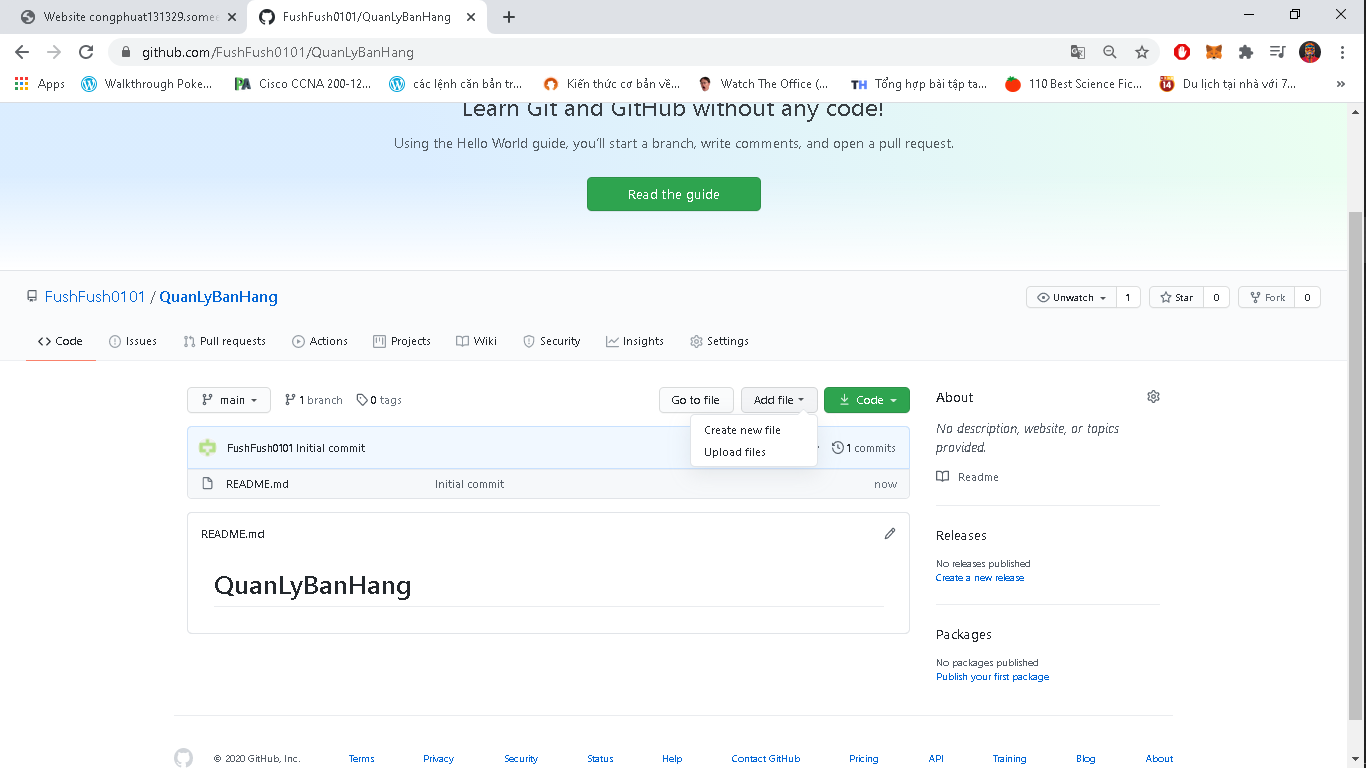 Website congphuat131329.some
FushFush0101/QuanLyBanHang
github.com/FushFush0101/QuanLyBanHang
Apps
Walkthrough Poke...
Cisco CCNA 200-12...
các lệnh căn bản tr...
Kiến thức cơ bản về...
Watch The Office (...
TH
Tổng hợp bài tập ta...
110 Best Science Fic...
14
Du lịch tại nhà với 7...
»
Learn Git and GitHub without any code!
Using the Hello World guide, you'll start a branch, write comments, and open a pull request.
Read the guide
FushFush0101 / QuanLyBanHang
Unwatch 1
Star 0
Fork 0
Code
Issues
Pull requests
Actions
Projects
Wiki
Security
Insights
Settings
main
1 branch
0 tags
Go to file
Add file
Code
Create new file
Upload files
FushFush0101 Initial commit
1 commits
README.md
Initial commit
now
README.md
QuanLyBanHang
About
No description, website, or topics
provided.
Readme
Releases
No releases published
Create a new release
Packages
No packages published
Publish your first package
© 2020 GitHub, Inc.
Terms
Privacy
Security
Status
Help
Contact GitHub
Pricing
API
Training
Blog
About